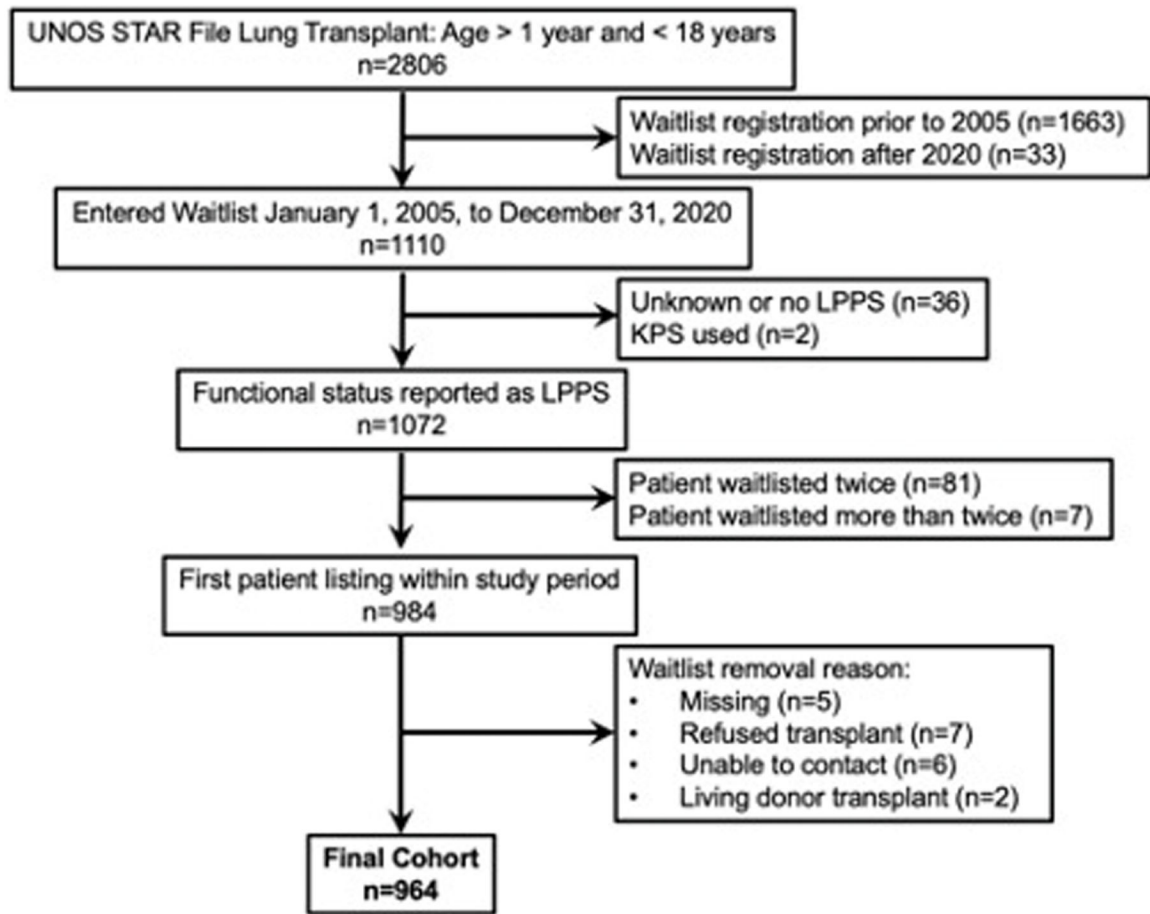 UNOS STAR File Lung Transplant: Age > 1 year and < 18 years
n=2806
Waitlist registration prior to 2005 (n=1663)
Waitlist registration after 2020 (n=33)
Entered Waitlist January 1, 2005, to December 31, 2020
n=1110
Unknown or no LPPS (n=36)
KPS used (n=2)
Functional status reported as LPPS
n=1072
Patient waitlisted twice (n=81)
Patient waitlisted more than twice (n=7)
First patient listing within study period
n=984
Waitlist removal reason:
• Missing (n=5)
• Refused transplant (n=7)
• Unable to contact (n=6)
• Living donor transplant (n=2)
Final Cohort
n=964